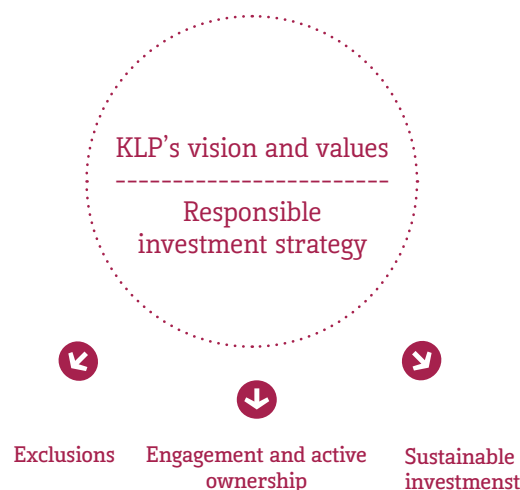 KLP’s vision and values
Responsible
investment strategy
Exclusions
Engagement and active
ownership
Sustainable
investmenst